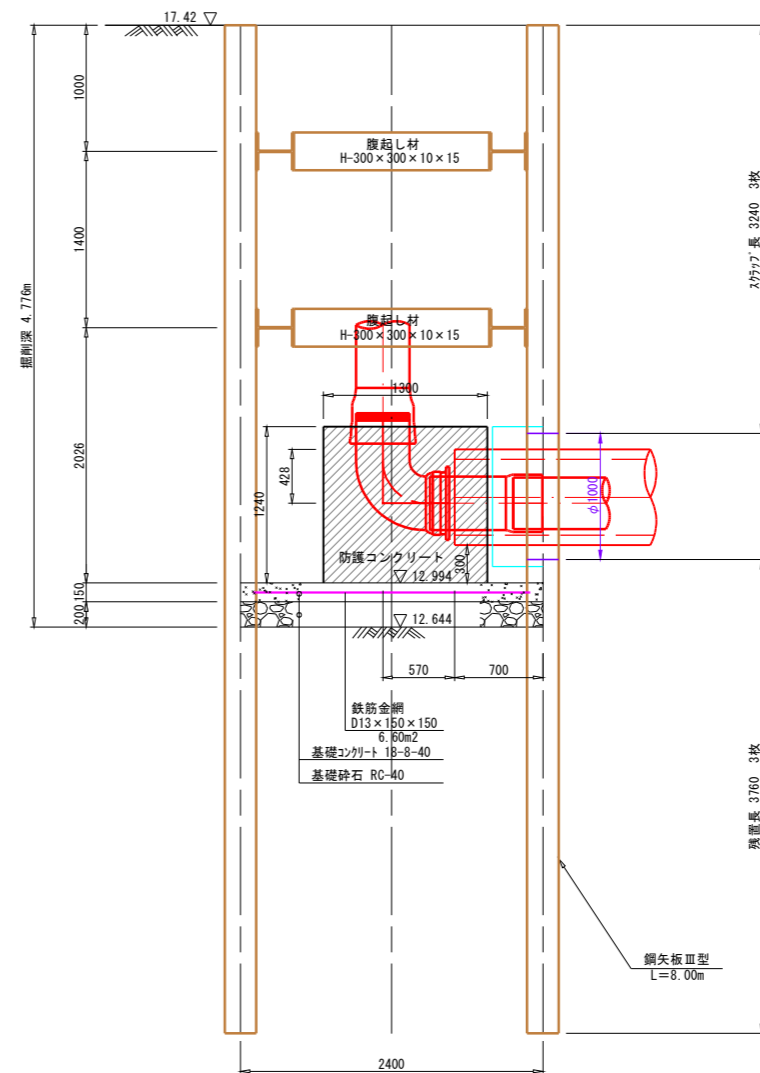 17.42
1000
1400
掘削深 4.776m
2026
200
150
腹起し材
H-300×300×10×15
腹起し材
H-300×300×10×15
1300
1240
428
防護コンクリート
300
φ1000
12.994
12.644
570
700
鉄筋金網
D13×150×150
6.60m2
基礎コンクリート 18-8-40
基礎砕石 RC-40
スクラップ長 3240 3枚
残置長 3760 3枚
鋼矢板Ⅲ型
L=8.00m
2400